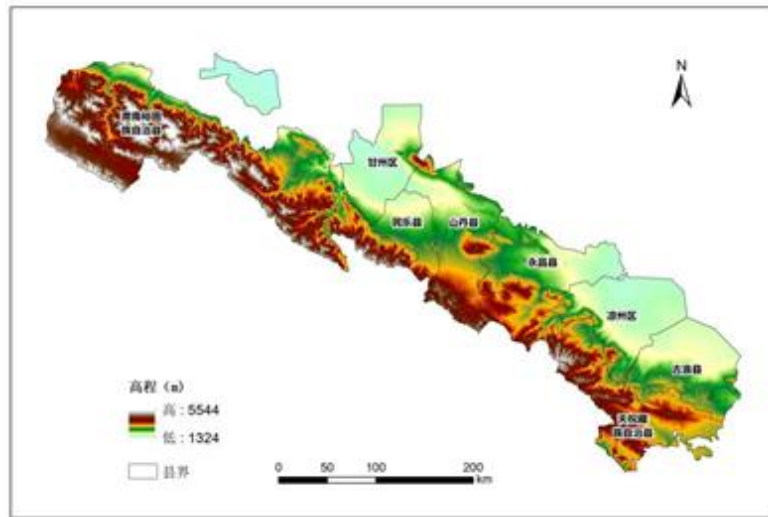 N
肃南裕固
族自治县
甘州区
民乐县
山丹县
永昌县
凉州区
古浪县
天祝藏
族自治县
高程（m）
高 : 5544
低 : 1324
县界
0 50 100 200
km